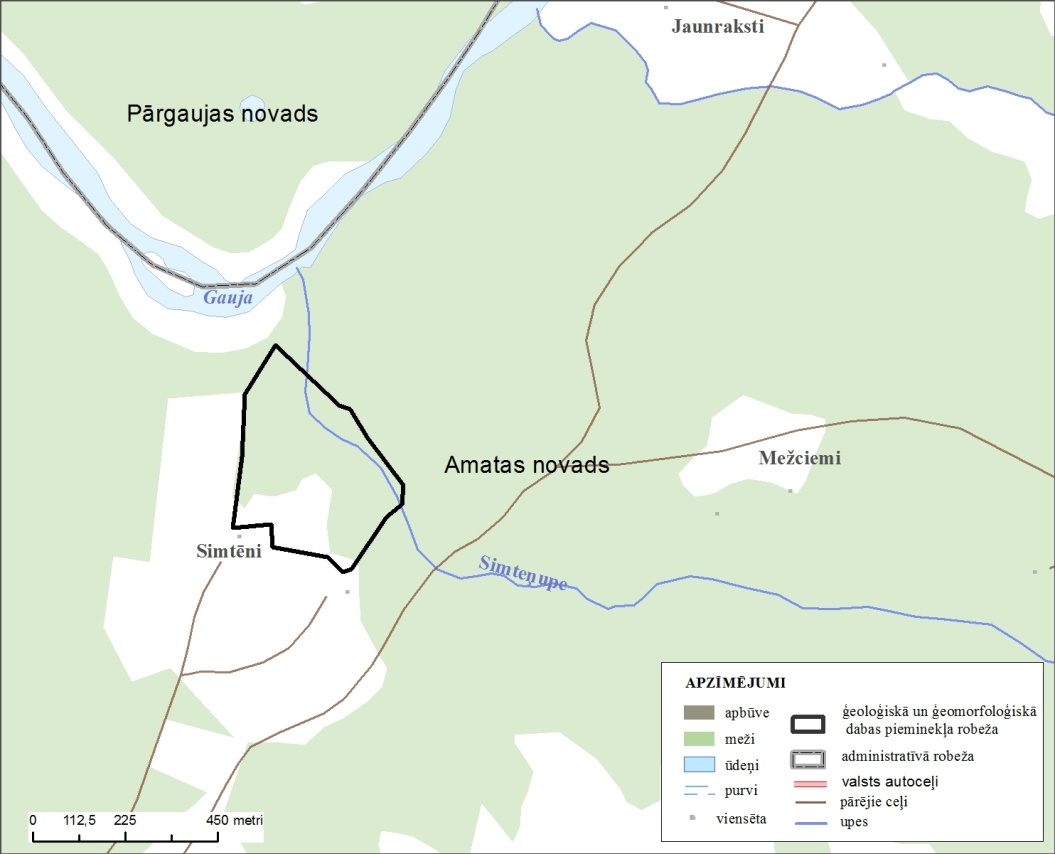 Jaunraksti
Pārgaujas novads
Gauja
Amatas novads
Mežciemi
Simtēni
Simteņupe
APZĪMĒJUMI
apbūve
meži
ūdeņi
purvi
viensēta
ģeoloģiskā un ģeomorfoloģiskā
dabas pieminekļa robeža
administratīvā robeža
valsts autoceļi
pārējie ceļi
upes
0 112,5 225 450 metri